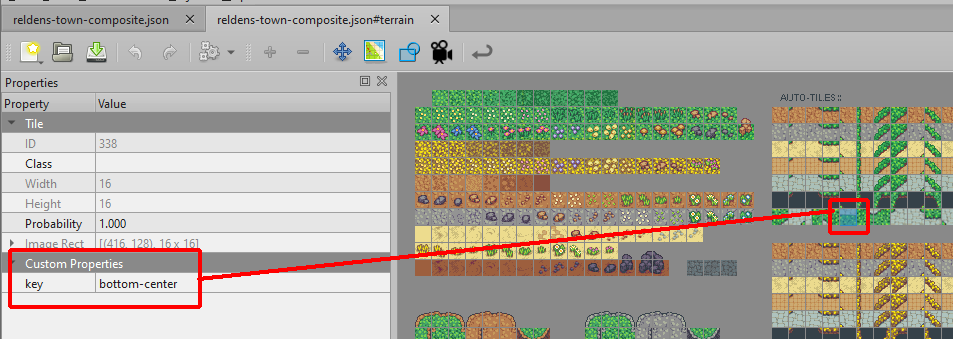 reldens-town-composite.json
reldens-town-composite.json#terrain
Properties
Property Value
Tile
ID 338
Class
Width 16
Height 16
Probability 1.000
Image Rect [(416, 128), 16 x 16]
Custom Properties
key bottom-center
AUTO-TILES ::